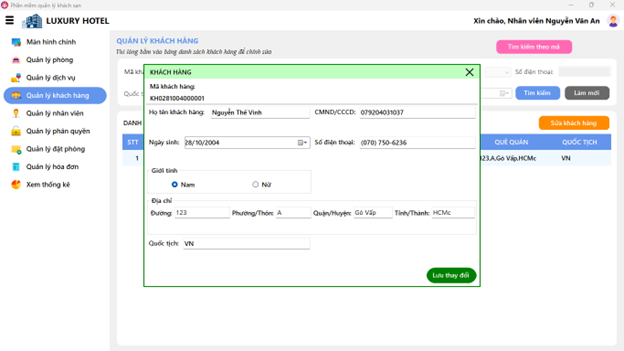 Phần mềm quản lý khách sạn
LUXURY HOTEL
Xin chào, Nhân viên Nguyễn Văn An
Màn hình chính
Quản lý phòng
Quản lý dịch vụ
Quản lý khách hàng
Quản lý nhân viên
Quản lý phân quyền
Quản lý đặt phòng
Quản lý hóa đơn
Xem thống kê
QUẢN LÝ KHÁCH HÀNG
Vui lòng bấm vào bảng danh sách khách hàng để chỉnh sửa
Tìm kiếm theo mã
Mã khá
Số điện thoại:
Quốc t
Tìm kiếm
Làm mới
DANH
Sửa khách hàng
STT
QUÊ QUÁN
QUỐC TỊCH
1
123,A,Gò Vấp,HCMc
VN
KHÁCH HÀNG
Mã khách hàng:
KH0281004000001
Họ tên khách hàng: Nguyễn Thế Vinh
CMND/CCCD: 079204031037
Ngày sinh: 28/10/2004
Số điện thoại: (070) 750-6236
Giới tính
Nam
Nữ
Địa chỉ
Đường: 123 Phường/Thôn: A Quận/Huyện: Gò Vấp Tỉnh/Thành: HCMc
Quốc tịch: VN
Lưu thay đổi